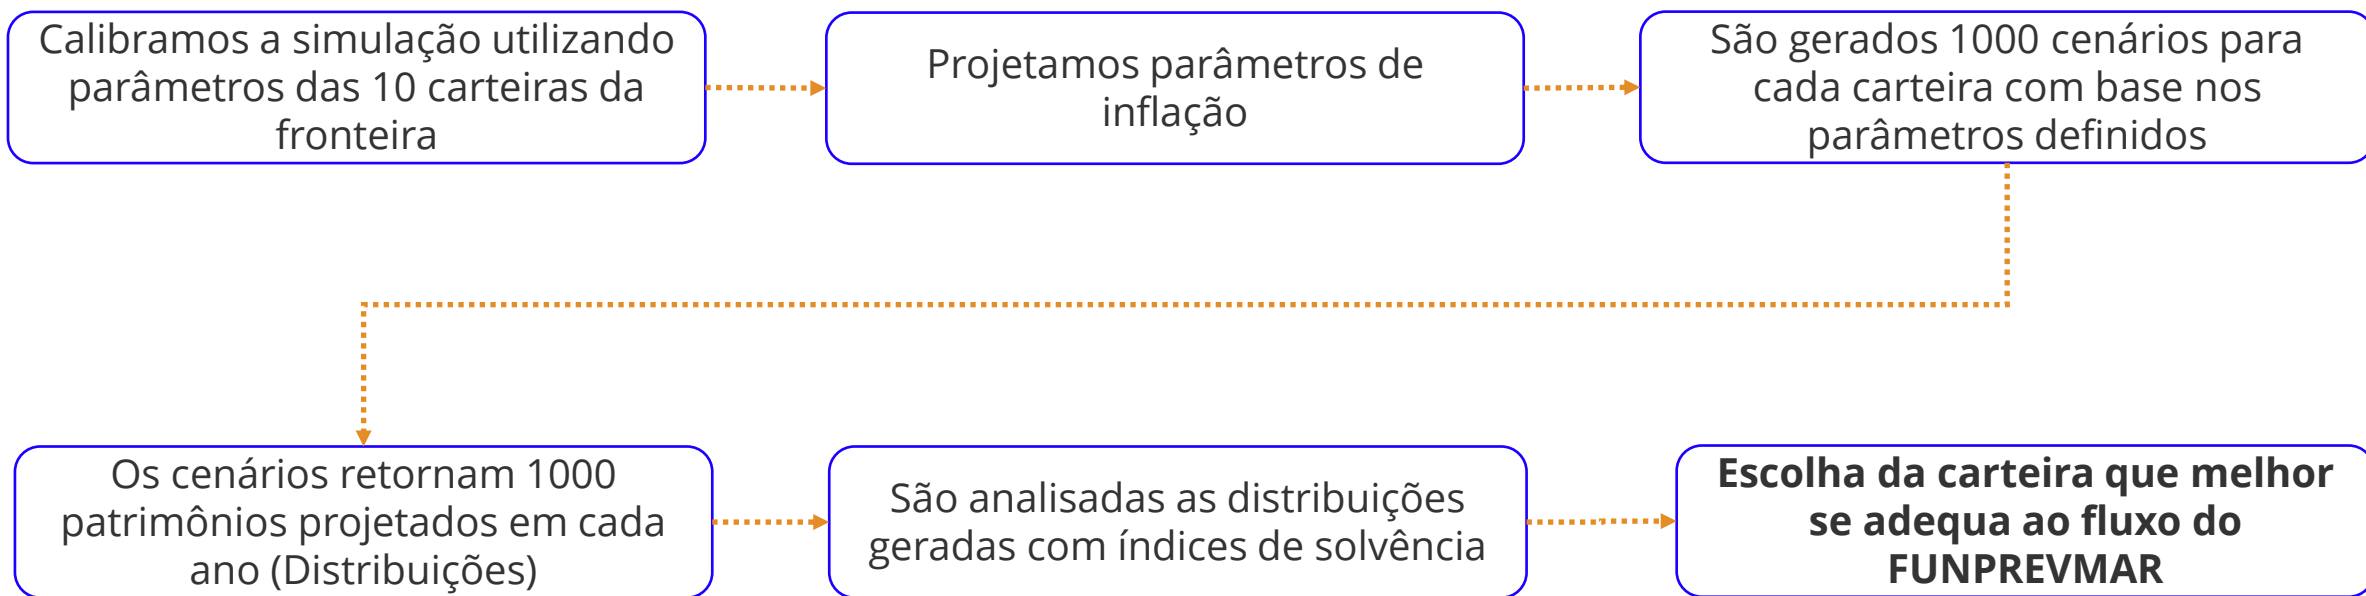 Calibramos a simulação utilizando
parâmetros das 10 carteiras da
fronteira
Projetamos parâmetros de
inflação
São gerados 1000 cenários para
cada carteira com base nos
parâmetros definidos
Os cenários retornam 1000
patrimônios projetados em cada
ano (Distribuições)
São analisadas as distribuições
geradas com índices de solvência
Escolha da carteira que melhor
se adequa ao fluxo do
FUNPREVMAR